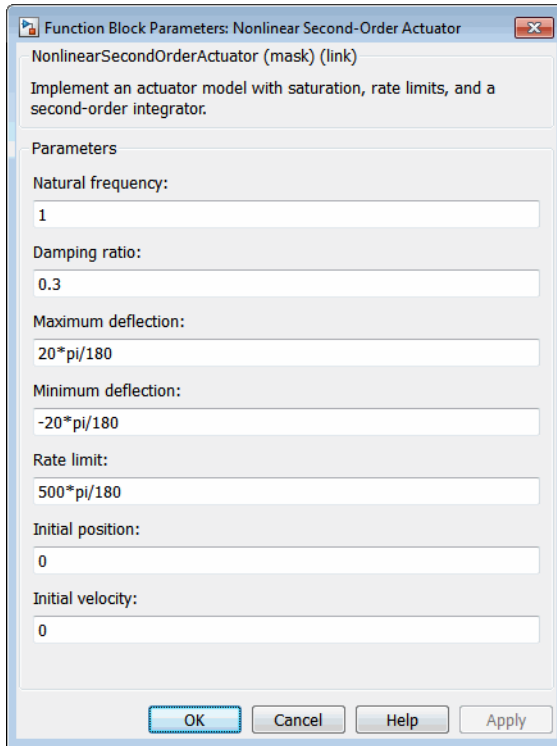 Function Block Parameters: Nonlinear Second-Order Actuator
NonlinearSecondOrderActuator (mask) (link)
Implement an actuator model with saturation, rate limits, and a
second-order integrator.
Parameters
Natural frequency:
1
Damping ratio:
0.3
Maximum deflection:
20*pi/180
Minimum deflection:
-20*pi/180
Rate limit:
500*pi/180
Initial position:
0
Initial velocity:
0
OK Cancel Help Apply